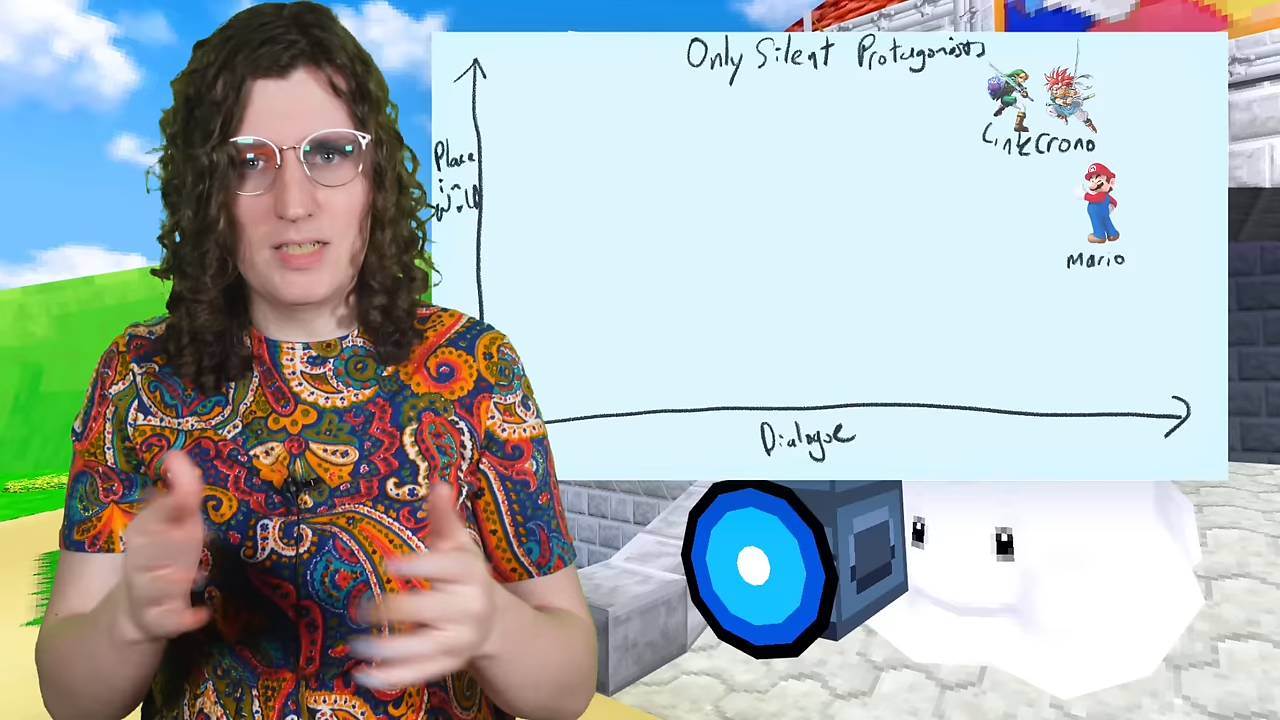 Only Silent Protagonists
Place
in
World
Link Crono
Mario
Dialogue